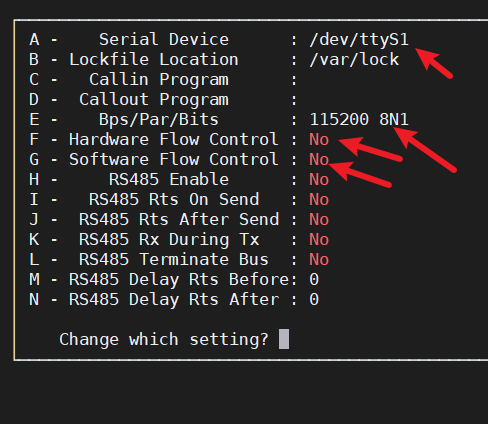 A -    Serial Device      : /dev/ttyS1
B - Lockfile Location     : /var/lock
C -   Callin Program      :
D -  Callout Program      :
E -    Bps/Par/Bits       : 115200 8N1
F - Hardware Flow Control : No
G - Software Flow Control : No
H -     RS485 Enable      : No
I -   RS485 Rts On Send   : No
J -  RS485 Rts After Send : No
K -  RS485 Rx During Tx   : No
L -  RS485 Terminate Bus  : No
M - RS485 Delay Rts Before: 0
N - RS485 Delay Rts After : 0
Change which setting?